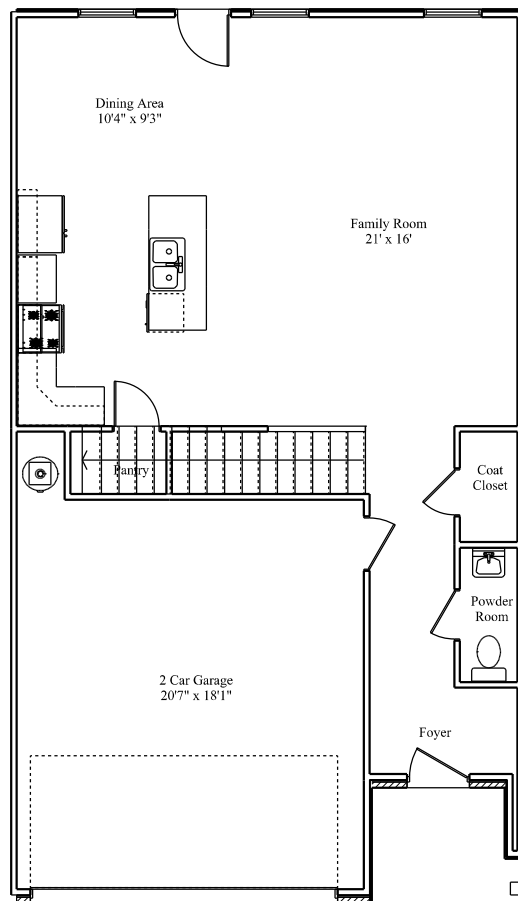 Dining Area
10'4" x 9'3"
Family Room
21' x 16'
Pantry
Coat
Closet
Powder
Room
2 Car Garage
20'7" x 18'1"
Foyer